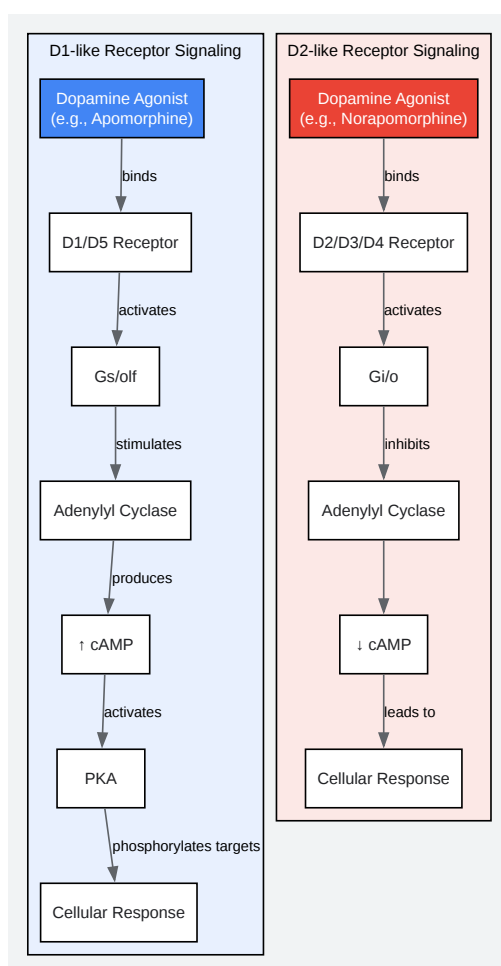 D1-like Receptor Signaling
Dopamine Agonist
(e.g., Apomorphine)
binds
D1/D5 Receptor
activates
Gs/olf
stimulates
Adenylyl Cyclase
produces
↑ cAMP
activates
PKA
phosphorylates targets
Cellular Response
D2-like Receptor Signaling
Dopamine Agonist
(e.g., Norapomorphine)
binds
D2/D3/D4 Receptor
activates
Gi/o
inhibits
Adenylyl Cyclase
↓ cAMP
leads to
Cellular Response